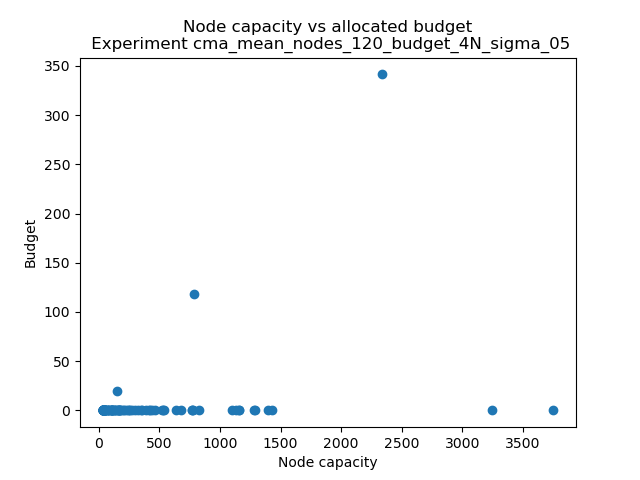 Node capacity vs allocated budget
Experiment cma_mean_nodes_120_budget_4N_sigma_05
350
300
250
200
150
100
50
0
Budget
0 500 1000 1500 2000 2500 3000 3500
Node capacity